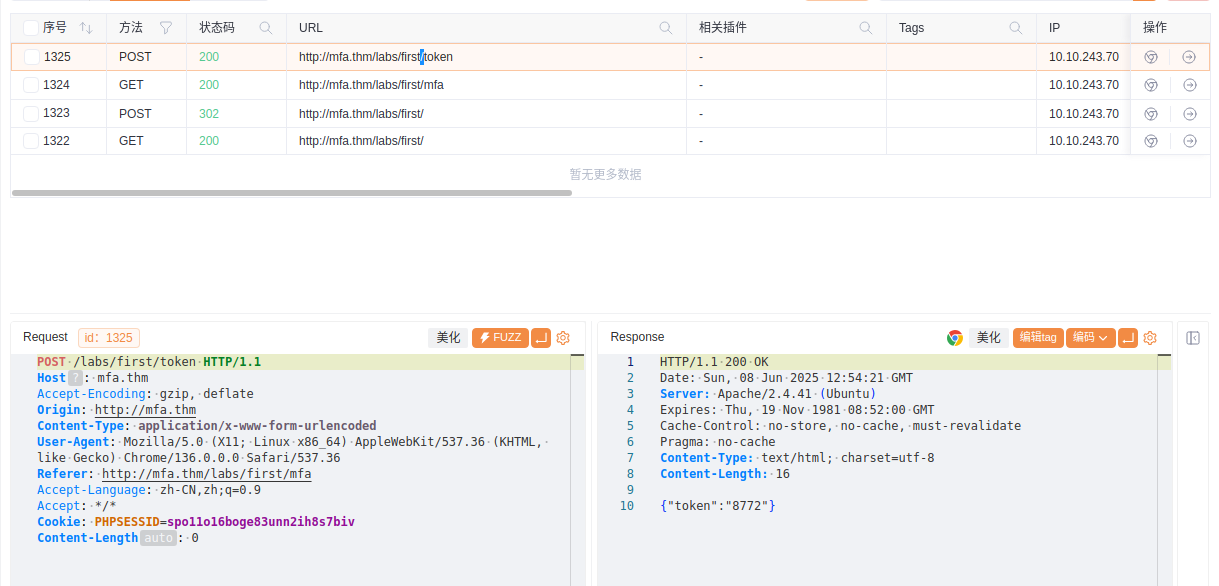 序号 方法 状态码 URL 相关插件 Tags IP 操作
1325 POST 200 http://mfa.thm/labs/first/token - 10.10.243.70
1324 GET 200 http://mfa.thm/labs/first/mfa - 10.10.243.70
1323 POST 302 http://mfa.thm/labs/first/ - 10.10.243.70
1322 GET 200 http://mfa.thm/labs/first/ - 10.10.243.70
暂无更多数据
Request id: 1325 美化 FUZZ
POST /labs/first/token HTTP/1.1
Host ? : mfa.thm
Accept-Encoding: gzip, deflate
Origin: http://mfa.thm
Content-Type: application/x-www-form-urlencoded
User-Agent: Mozilla/5.0 (X11; Linux x86_64) AppleWebKit/537.36 (KHTML,
like Gecko) Chrome/136.0.0.0 Safari/537.36
Referer: http://mfa.thm/labs/first/mfa
Accept-Language: zh-CN,zh;q=0.9
Accept: */*
Cookie: PHPSESSID=spo11o16boge83unn2ih8s7biv
Content-Length auto : 0
Response 美化 编辑tag 编码
1 HTTP/1.1 200 OK
2 Date: Sun, 08 Jun 2025 12:54:21 GMT
3 Server: Apache/2.4.41 (Ubuntu)
4 Expires: Thu, 19 Nov 1981 08:52:00 GMT
5 Cache-Control: no-store, no-cache, must-revalidate
6 Pragma: no-cache
7 Content-Type: text/html; charset=utf-8
8 Content-Length: 16
9
10 {"token":"8772"}